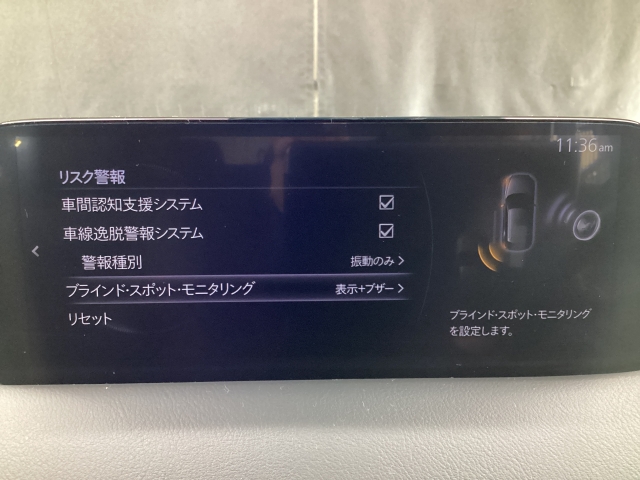 11:36am
リスク警報
車間認知支援システム
車線逸脱警報システム
警報種別 振動のみ
ブラインド・スポット・モニタリング 表示+ブザー
リセット
ブラインド・スポット・モニタリング
を設定します。